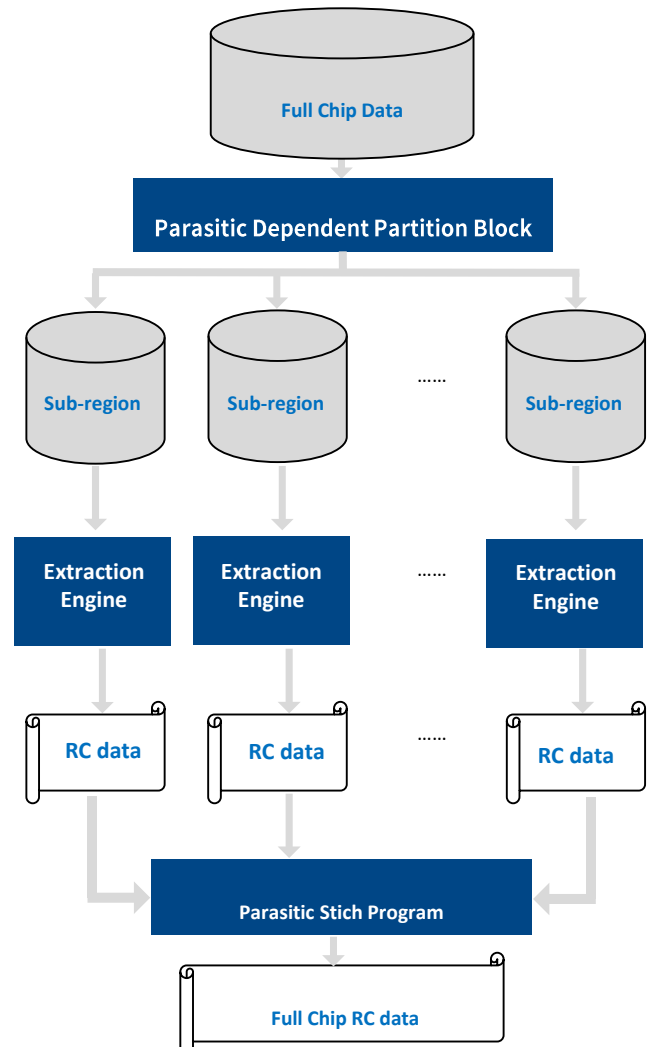 Full Chip Data
Parasitic Dependent Partition Block
Sub-region
Sub-region
......
Sub-region
Extraction
Engine
Extraction
Engine
......
Extraction
Engine
RC data
RC data
......
RC data
Parasitic Stich Program
Full Chip RC data